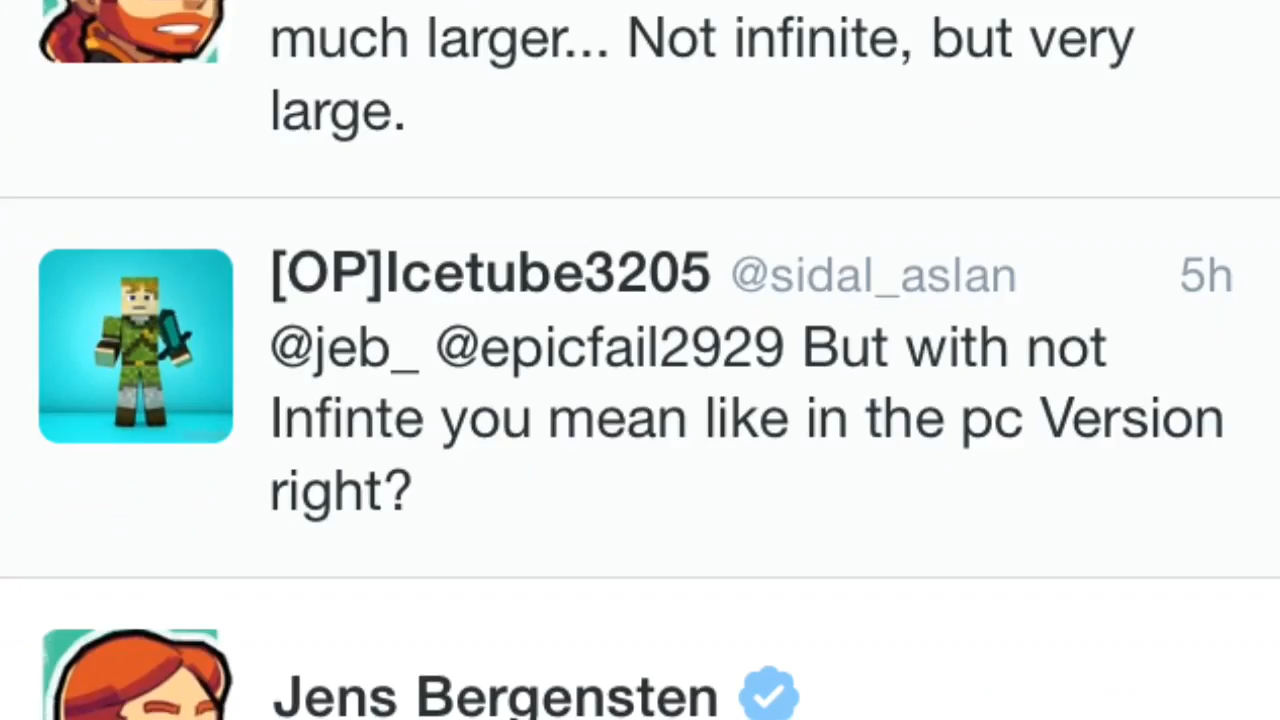 much larger... Not infinite, but very
large.
[OP]Icetube3205 @sidal_aslan 5h
@jeb_ @epicfail2929 But with not
Infinte you mean like in the pc Version
right?
Jens Bergensten